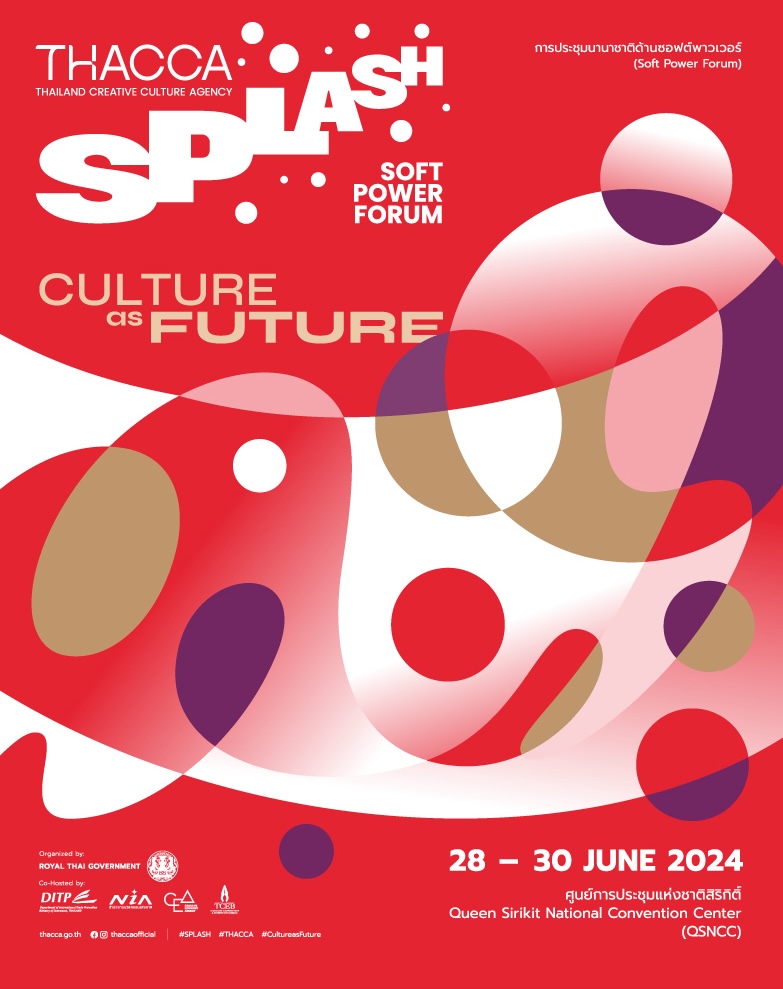 THACCA
THAILAND CREATIVE CULTURE AGENCY
SPLASH
SOFT
POWER
FORUM
การประชุมนานาชาติด้านซอฟต์พาวเวอร์
(Soft Power Forum)
CULTURE
as FUTURE
Organized by:
ROYAL THAI GOVERNMENT
Co-Hosted by:
DITP
NIA
CEA
TCEB
thacca.go.th
thaccaofficial
#SPLASH #THACCA #CultureasFuture
28 – 30 JUNE 2024
ศูนย์การประชุมแห่งชาติสิริกิติ์
Queen Sirikit National Convention Center
(QSNCC)